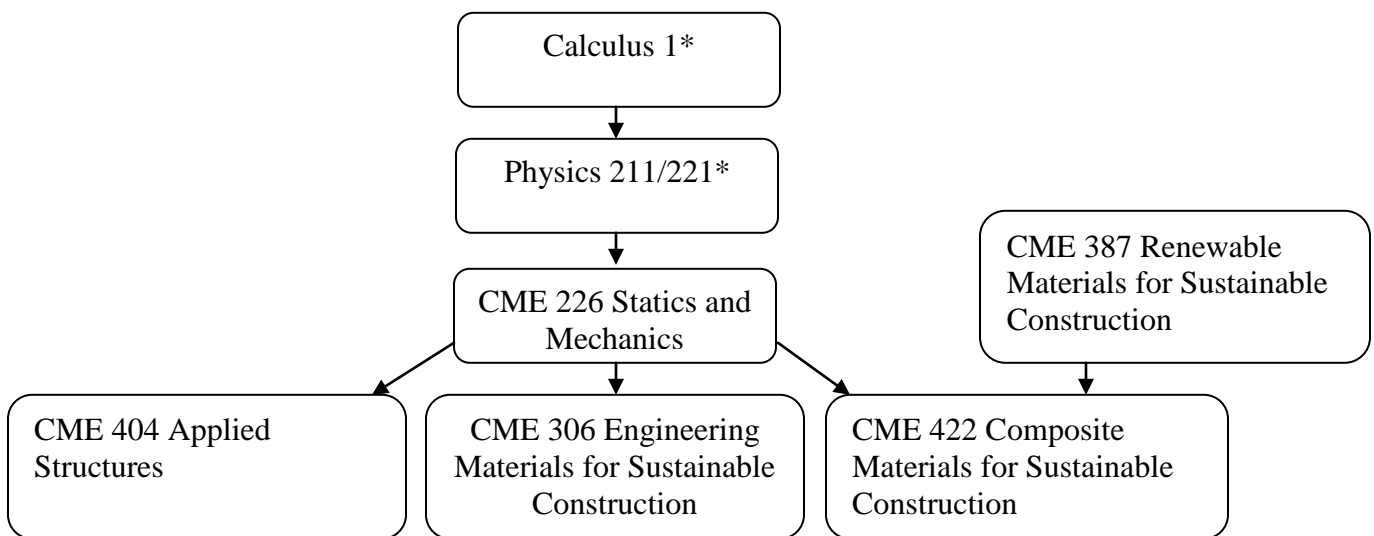 Calculus 1*
Physics 211/221*
CME 387 Renewable
Materials for Sustainable
Construction
CME 226 Statics and
Mechanics
CME 404 Applied
Structures
CME 306 Engineering
Materials for Sustainable
Construction
CME 422 Composite
Materials for Sustainable
Construction